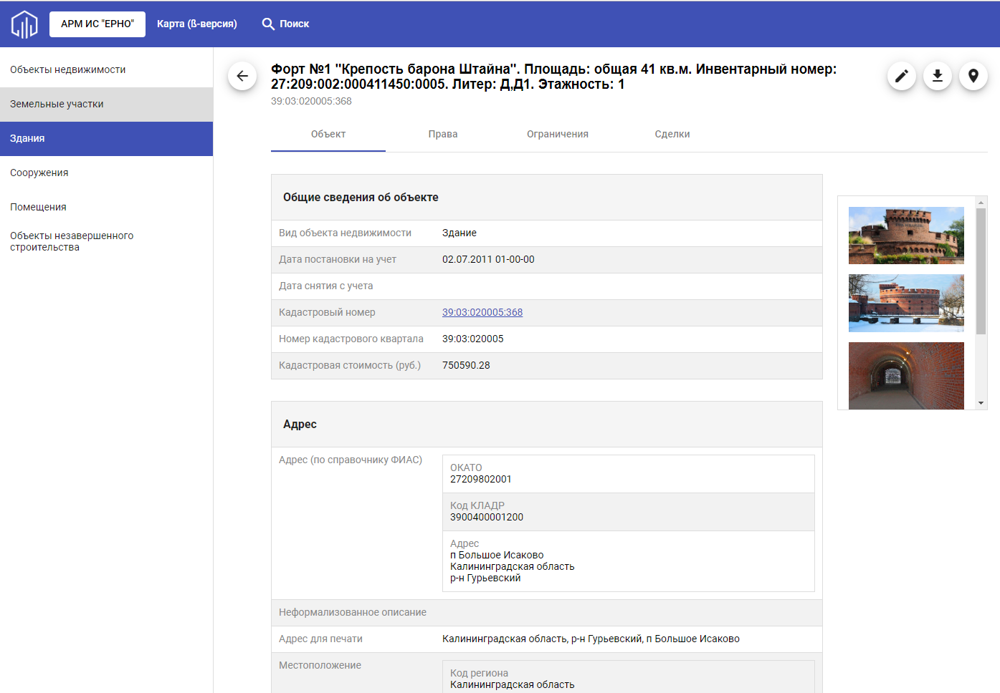 АРМ ИС "ЕРНО"
Карта (ß-версия)
Поиск
Объекты недвижимости
Земельные участки
Здания
Сооружения
Помещения
Объекты незавершенного
строительства
Форт №1 "Крепость барона Штайна". Площадь: общая 41 кв.м. Инвентарный номер:
27:209:002:000411450:0005. Литер: Д,Д1. Этажность: 1
39:03:020005:368
Объект
Права
Ограничения
Сделки
Общие сведения об объекте
Вид объекта недвижимости Здание
Дата постановки на учет 02.07.2011 01-00-00
Дата снятия с учета
Кадастровый номер 39:03:020005:368
Номер кадастрового квартала 39:03:020005
Кадастровая стоимость (руб.) 750590.28
Адрес
Адрес (по справочнику ФИАС)
ОКАТО
27209802001
Код КЛАДР
3900400001200
Адрес
п Большое Исаково
Калининградская область
р-н Гурьевский
Неформализованное описание
Адрес для печати Калининградская область, р-н Гурьевский, п Большое Исаково
Местоположение
Код региона
Калининградская область